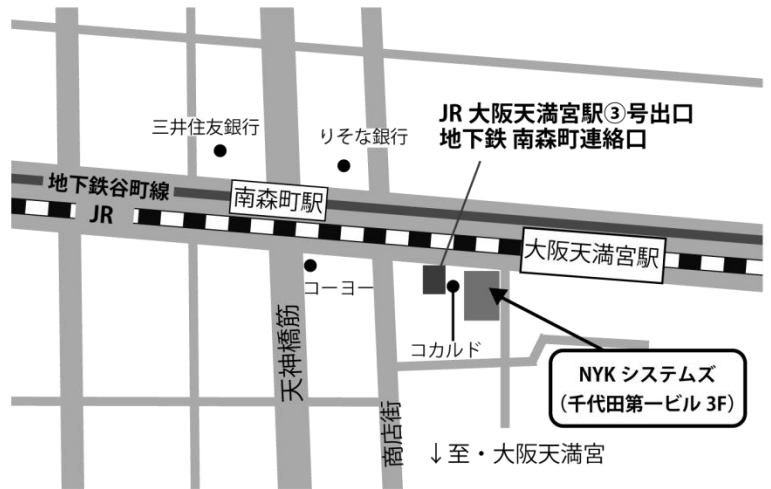 JR 大阪天満宮駅③号出口
地下鉄 南森町連絡口
三井住友銀行
りそな銀行
地下鉄谷町線
JR
南森町駅
大阪天満宮駅
コーヨー
コカルド
天神橋筋
商店街
NYK システムズ
(千代田第一ビル 3F)
↓至・大阪天満宮